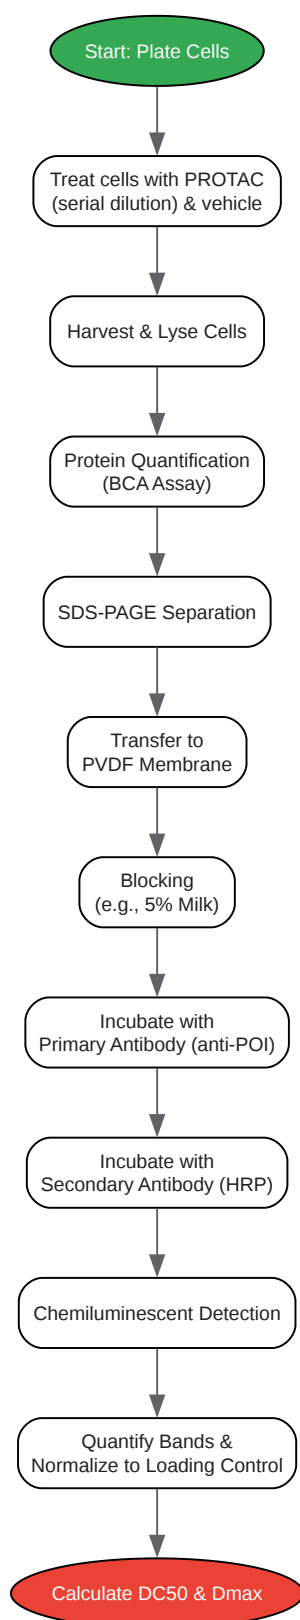 Start: Plate Cells
Treat cells with PROTAC
(serial dilution) & vehicle
Harvest & Lyse Cells
Protein Quantification
(BCA Assay)
SDS-PAGE Separation
Transfer to
PVDF Membrane
Blocking
(e.g., 5% Milk)
Incubate with
Primary Antibody (anti-POI)
Incubate with
Secondary Antibody (HRP)
Chemiluminescent Detection
Quantify Bands &
Normalize to Loading Control
Calculate DC50 & Dmax